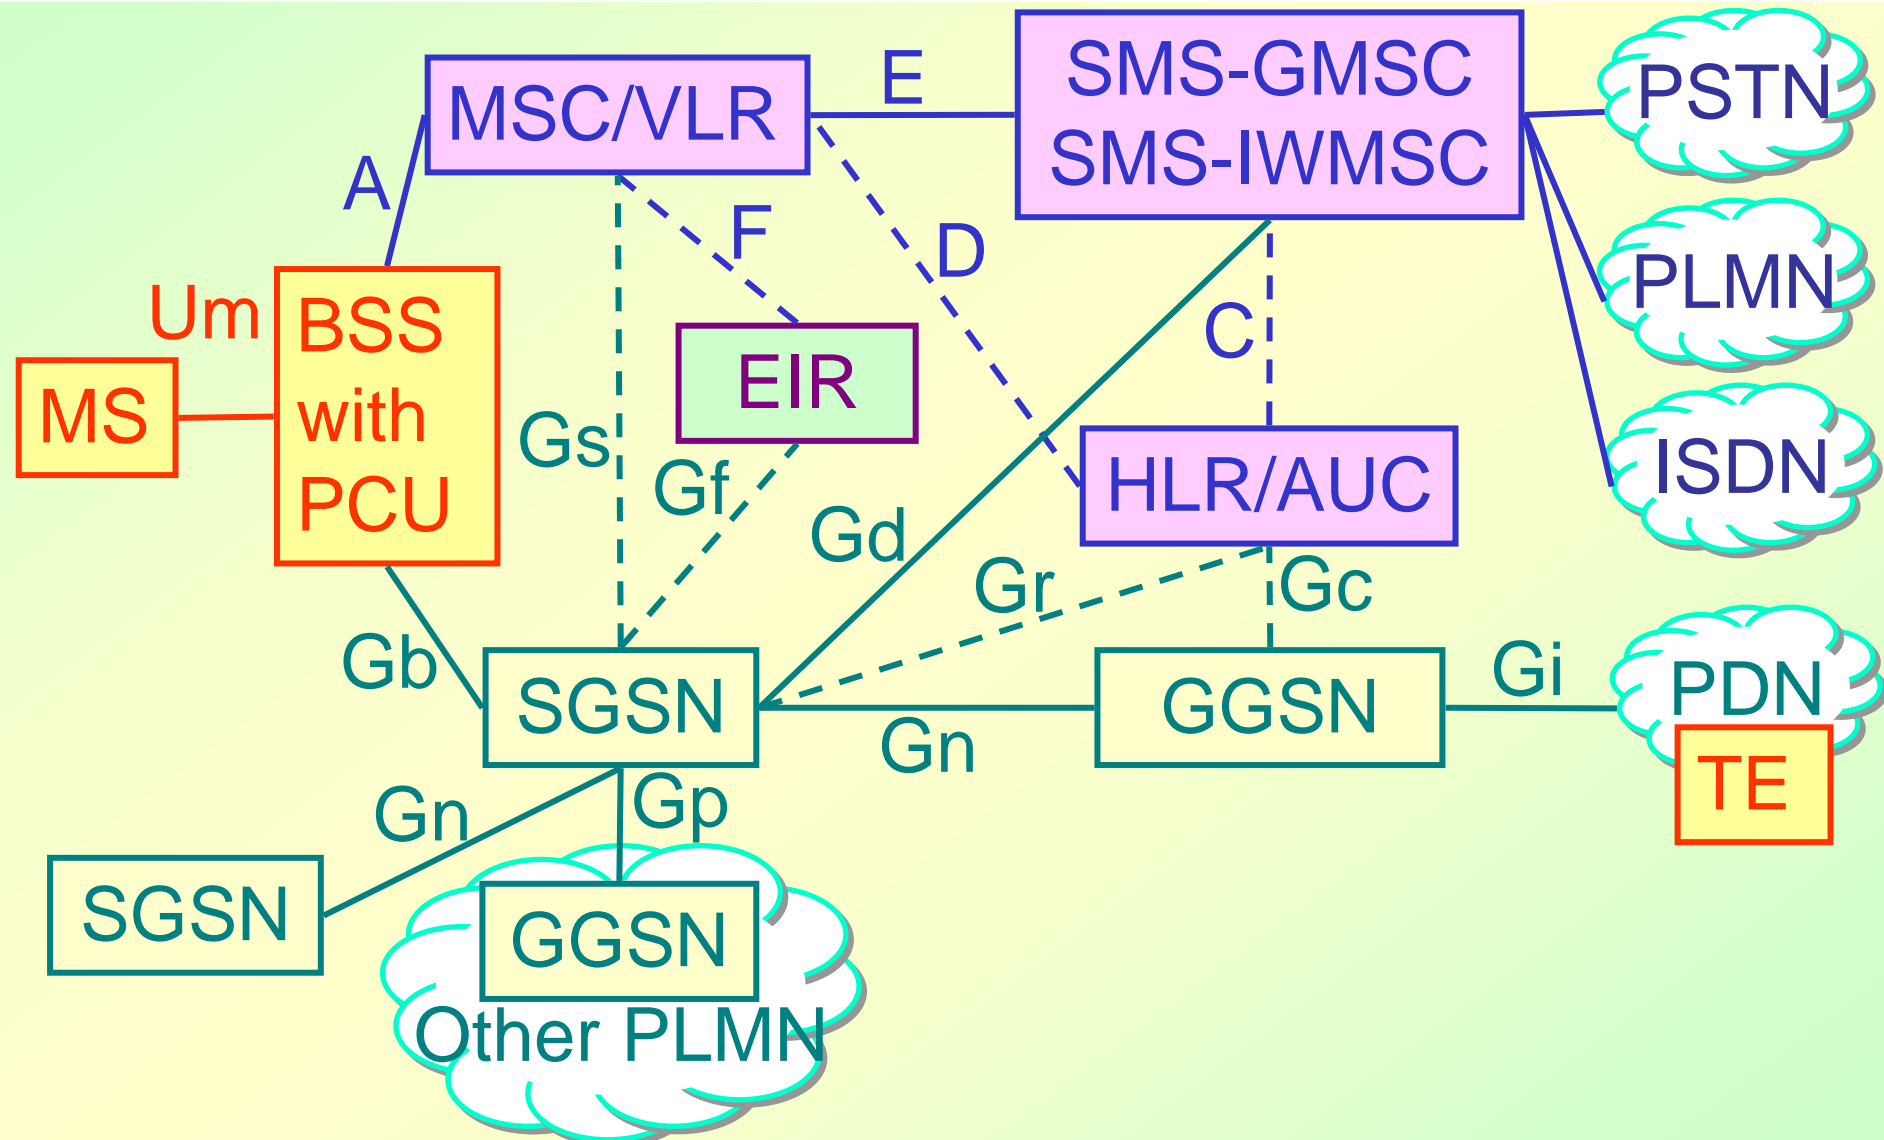 E
SMS-GMSC
SMS-IWMSC
PSTN
MSC/VLR
A
F
D
PLMN
Um
BSS
with
PCU
C
MS
EIR
Gs
Gf
HLR/AUC
ISDN
Gd
Gr
Gc
Gb
SGSN
GGSN
Gi
PDN
Gn
TE
Gn
Gp
SGSN
GGSN
Other PLMN